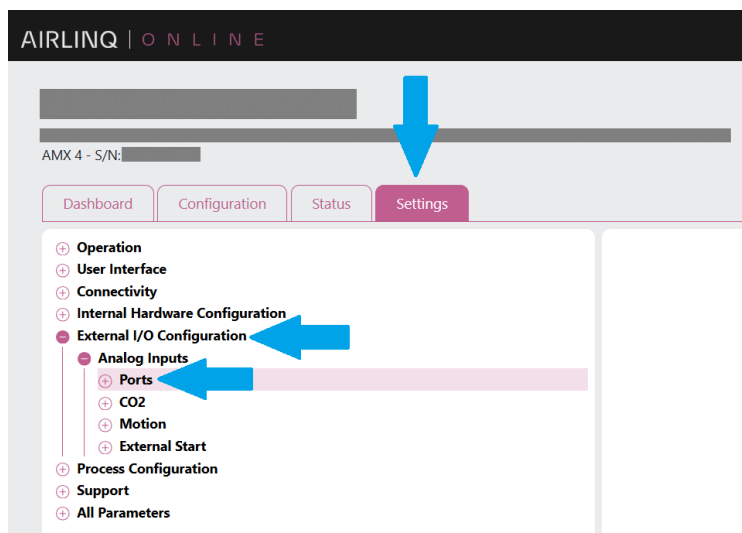 AIRLINQ | ONLINE
AMX 4 - S/N:
Dashboard Configuration Status Settings
Operation
User Interface
Connectivity
Internal Hardware Configuration
External I/O Configuration
Analog Inputs
Ports
CO2
Motion
External Start
Process Configuration
Support
All Parameters